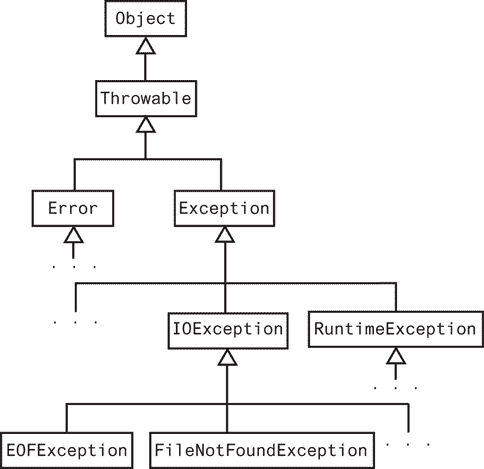 Object
Throwable
Error
Exception
. . .
. . .
IOException
RuntimeException
. . .
EOFException
FileNotFoundException
. . .